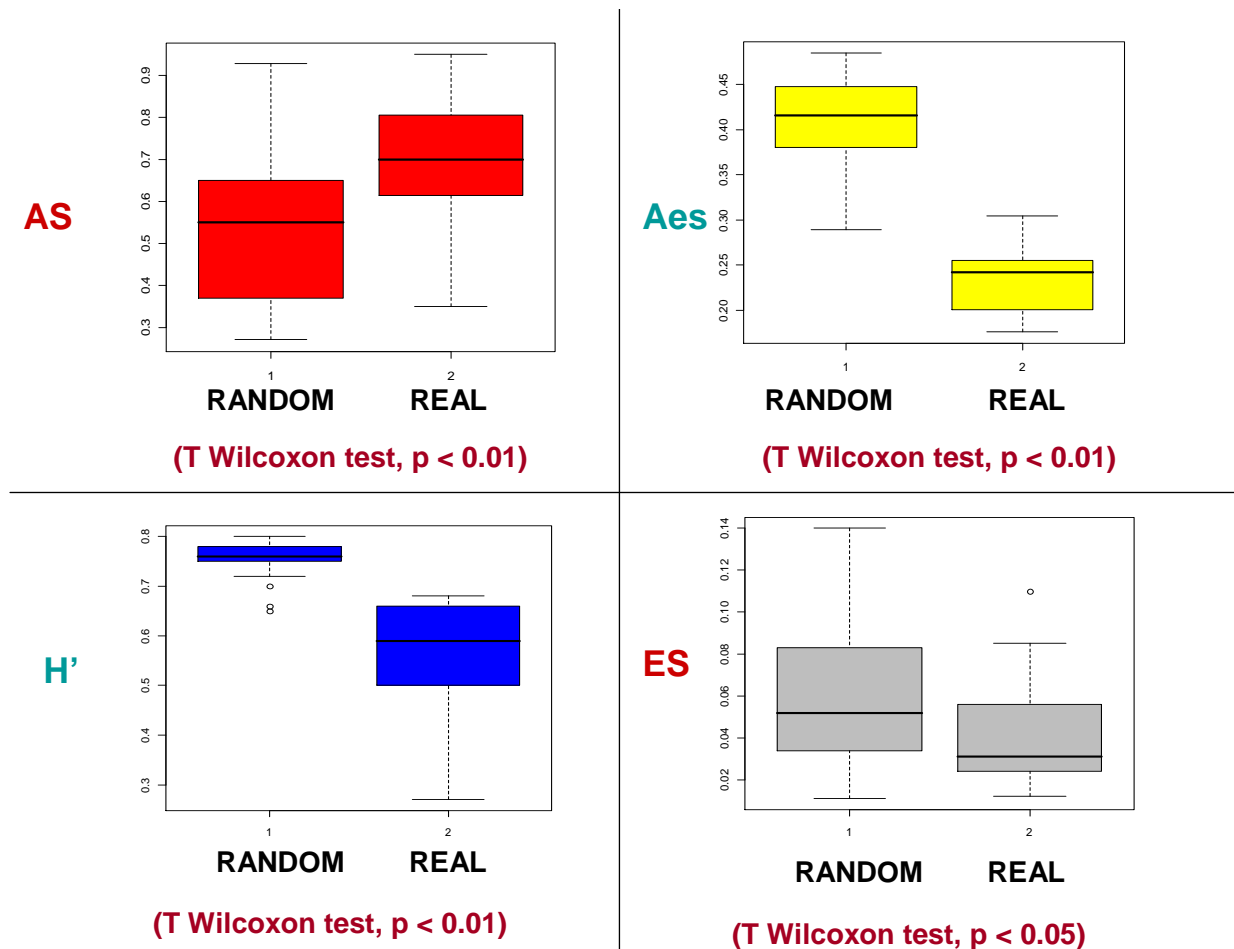 AS
0.3 0.4 0.5 0.6 0.7 0.8 0.9
1 2
RANDOM REAL
(T Wilcoxon test, p < 0.01)
Aes
0.20 0.25 0.30 0.35 0.40 0.45
1 2
RANDOM REAL
(T Wilcoxon test, p < 0.01)
H’
0.3 0.4 0.5 0.6 0.7 0.8
1 2
RANDOM REAL
(T Wilcoxon test, p < 0.01)
ES
0.02 0.04 0.06 0.08 0.10 0.12 0.14
1 2
RANDOM REAL
(T Wilcoxon test, p < 0.05)